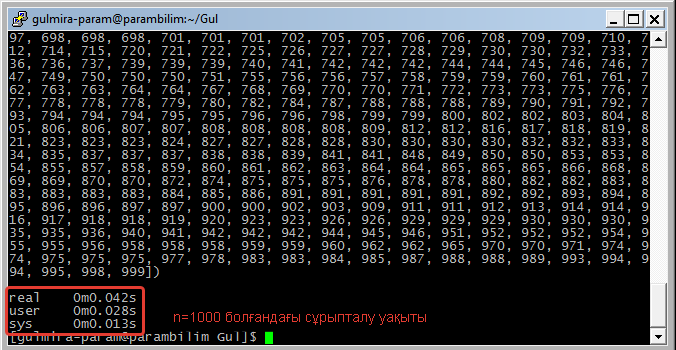 gulmira-param@parambilim:~/Gul
97, 698, 698, 698, 701, 701, 701, 702, 705, 705, 706, 706, 708, 709, 709, 710, 7
12, 714, 715, 720, 721, 722, 725, 726, 727, 727, 728, 729, 730, 730, 732, 733, 7
36, 736, 737, 739, 739, 739, 740, 741, 742, 742, 742, 744, 744, 745, 746, 746, 7
47, 749, 750, 750, 750, 751, 755, 756, 756, 757, 758, 759, 759, 760, 761, 761, 7
62, 763, 763, 764, 764, 767, 768, 768, 769, 770, 770, 771, 772, 773, 773, 775, 776, 7
77, 778, 778, 778, 779, 780, 782, 784, 787, 787, 788, 788, 788, 789, 790, 791, 792, 7
93, 794, 794, 794, 795, 795, 796, 798, 799, 799, 800, 802, 802, 803, 804, 8
05, 806, 806, 807, 807, 808, 808, 808, 808, 809, 812, 812, 816, 817, 818, 819, 8
21, 823, 823, 823, 824, 827, 827, 828, 828, 830, 830, 830, 830, 832, 832, 833, 8
34, 835, 837, 837, 837, 838, 838, 839, 841, 841, 848, 849, 850, 850, 853, 853, 8
54, 855, 857, 858, 859, 860, 861, 862, 863, 864, 864, 865, 865, 865, 866, 868, 8
69, 869, 870, 870, 872, 874, 875, 875, 875, 876, 878, 878, 880, 882, 882, 883, 8
83, 883, 883, 883, 884, 885, 886, 891, 891, 891, 891, 891, 892, 892, 893, 894, 8
95, 896, 896, 897, 897, 900, 900, 902, 903, 909, 911, 911, 912, 913, 914, 914, 9
16, 917, 918, 918, 919, 920, 923, 923, 926, 926, 926, 929, 929, 930, 930, 930, 9
35, 935, 936, 940, 941, 942, 942, 942, 944, 945, 946, 951, 952, 952, 952, 954, 9
55, 956, 956, 958, 958, 958, 959, 959, 960, 962, 962, 965, 970, 970, 971, 974, 9
74, 975, 975, 975, 977, 978, 983, 983, 984, 985, 988, 989, 989, 993, 994, 9
94, 995, 998, 999])
real 0m0.042s
user 0m0.028s
sys 0m0.013s
n=1000 болғандағы сұрыпталу уақыты
[gulmira-param@parambilim Gul]$